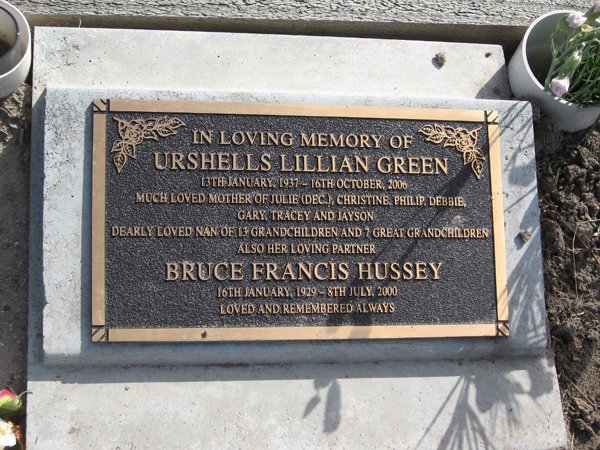 IN LOVING MEMORY OF
URSHELLS LILLIAN GREEN
13TH JANUARY, 1937 – 16TH OCTOBER, 2006
MUCH LOVED MOTHER OF JULIE (DEC.), CHRISTINE, PHILIP, DEBBIE,
GARY, TRACEY AND JAYSON
DEARLY LOVED NAN OF 13 GRANDCHILDREN AND 7 GREAT GRANDCHILDREN
ALSO HER LOVING PARTNER
BRUCE FRANCIS HUSSEY
16TH JANUARY, 1929 – 8TH JULY, 2000
LOVED AND REMEMBERED ALWAYS